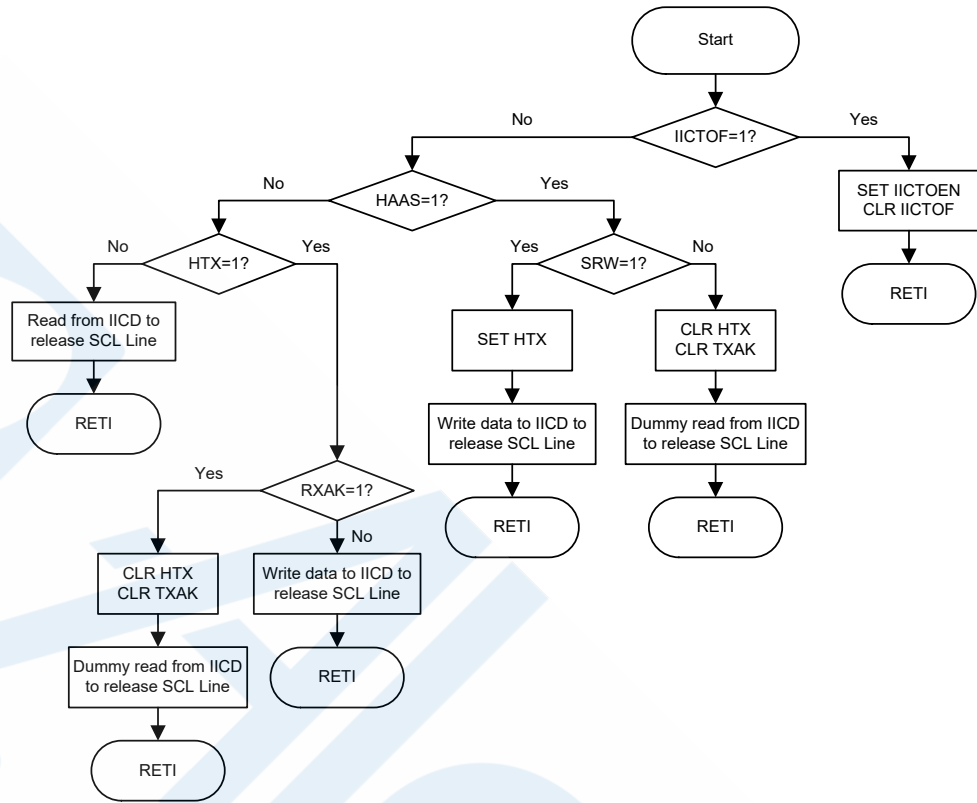 Start
No
IICTOF=1?
Yes
No
HAAS=1?
Yes
SET IICTOEN
CLR IICTOF
No
HTX=1?
Yes
Yes
SRW=1?
No
RETI
Read from IICD to
release SCL Line
SET HTX
CLR HTX
CLR TXAK
RETI
Write data to IICD to
release SCL Line
Dummy read from IICD
to release SCL Line
Yes
RXAK=1?
No
RETI
RETI
CLR HTX
CLR TXAK
Write data to IICD to
release SCL Line
Dummy read from IICD
to release SCL Line
RETI
RETI